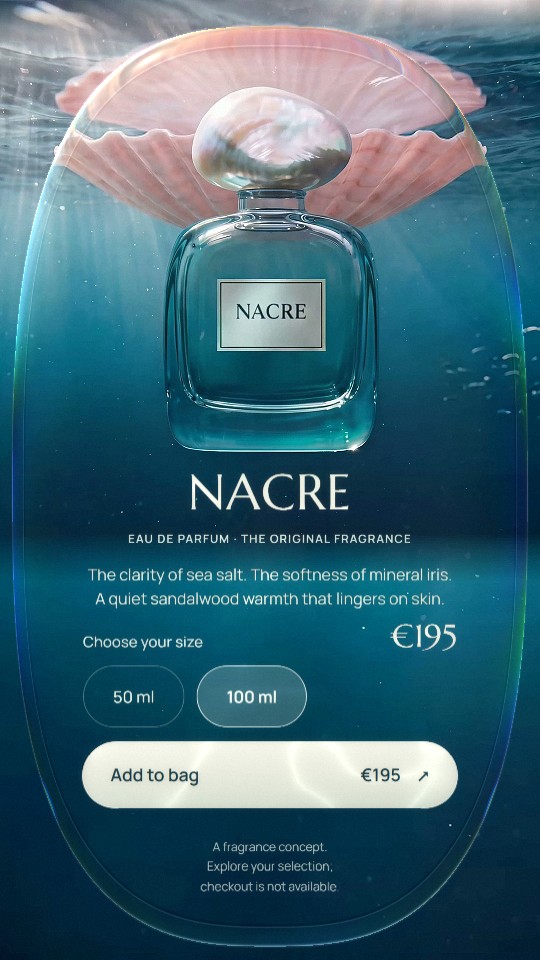 NACRE
NACRE
EAU DE PARFUM · THE ORIGINAL FRAGRANCE
The clarity of sea salt. The softness of mineral iris.
A quiet sandalwood warmth that lingers on skin.
Choose your size
€195
50 ml
100 ml
Add to bag
€195 ↗
A fragrance concept.
Explore your selection,
checkout is not available